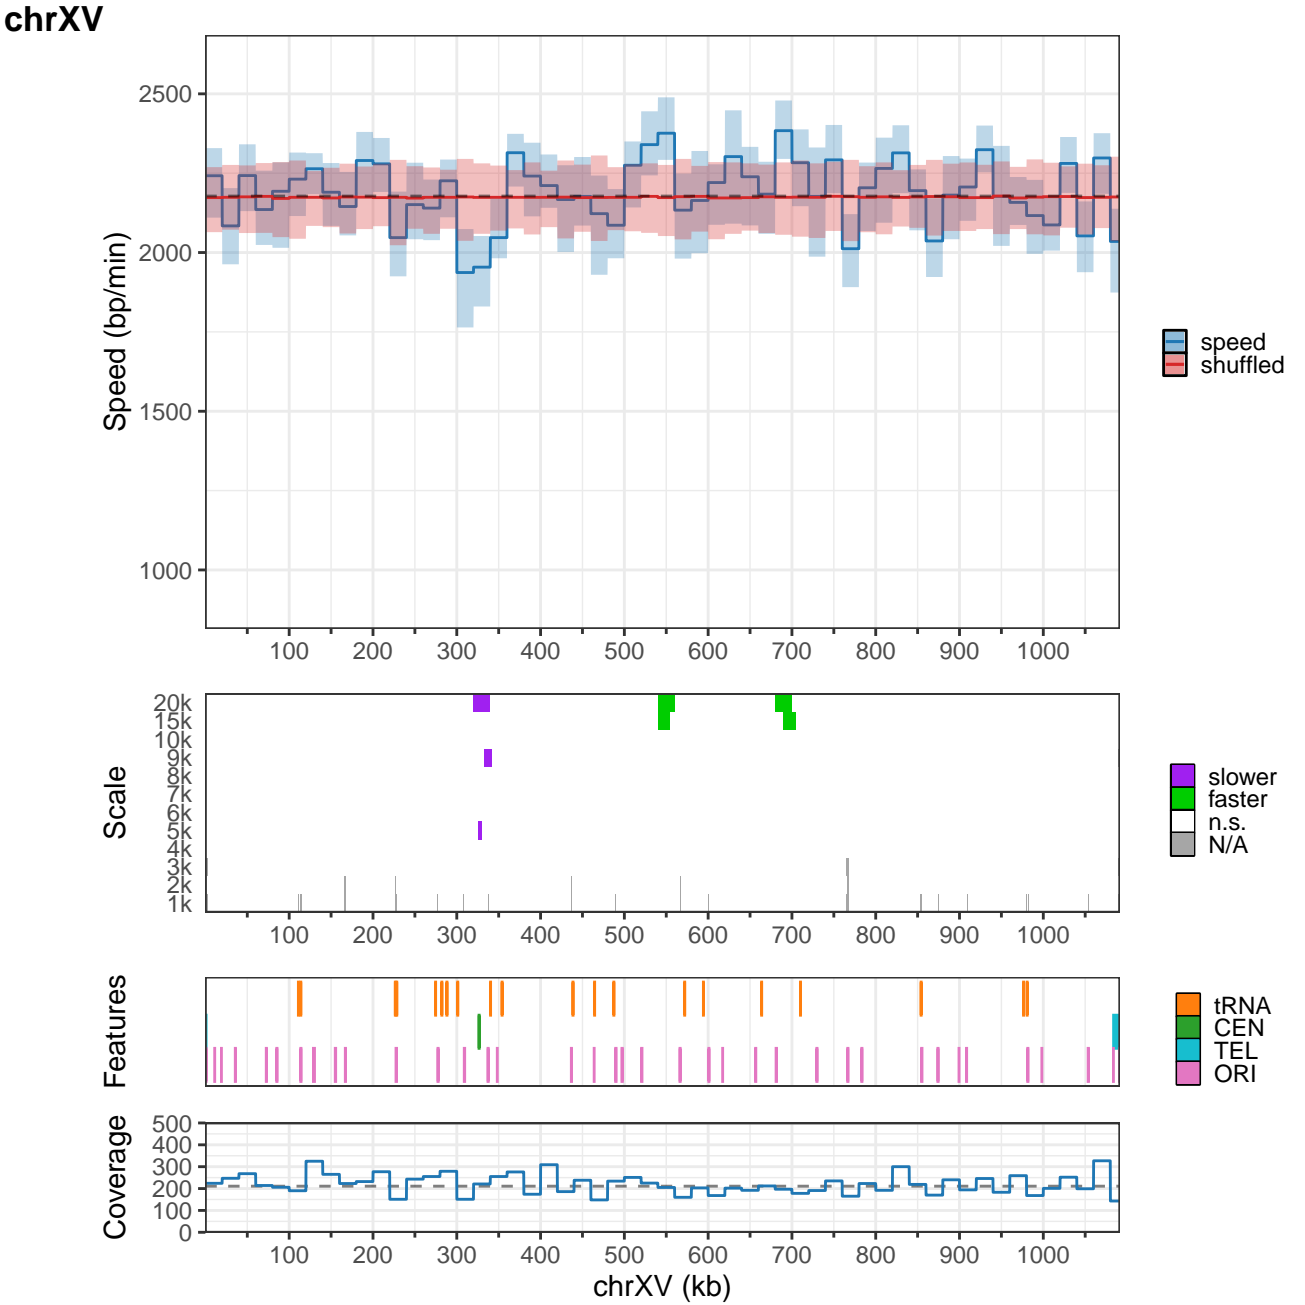 chrXV
Speed (bp/min)
2500
2000
1500
1000
100 200 300 400 500 600 700 800 900 1000
speed
shuffled
Scale
20k
15k
10k
9k
8k
7k
6k
5k
4k
3k
2k
1k
100 200 300 400 500 600 700 800 900 1000
slower
faster
n.s.
N/A
Features
tRNA
CEN
TEL
ORI
Coverage
500
400
300
200
100
0
100 200 300 400 500 600 700 800 900 1000
chrXV (kb)